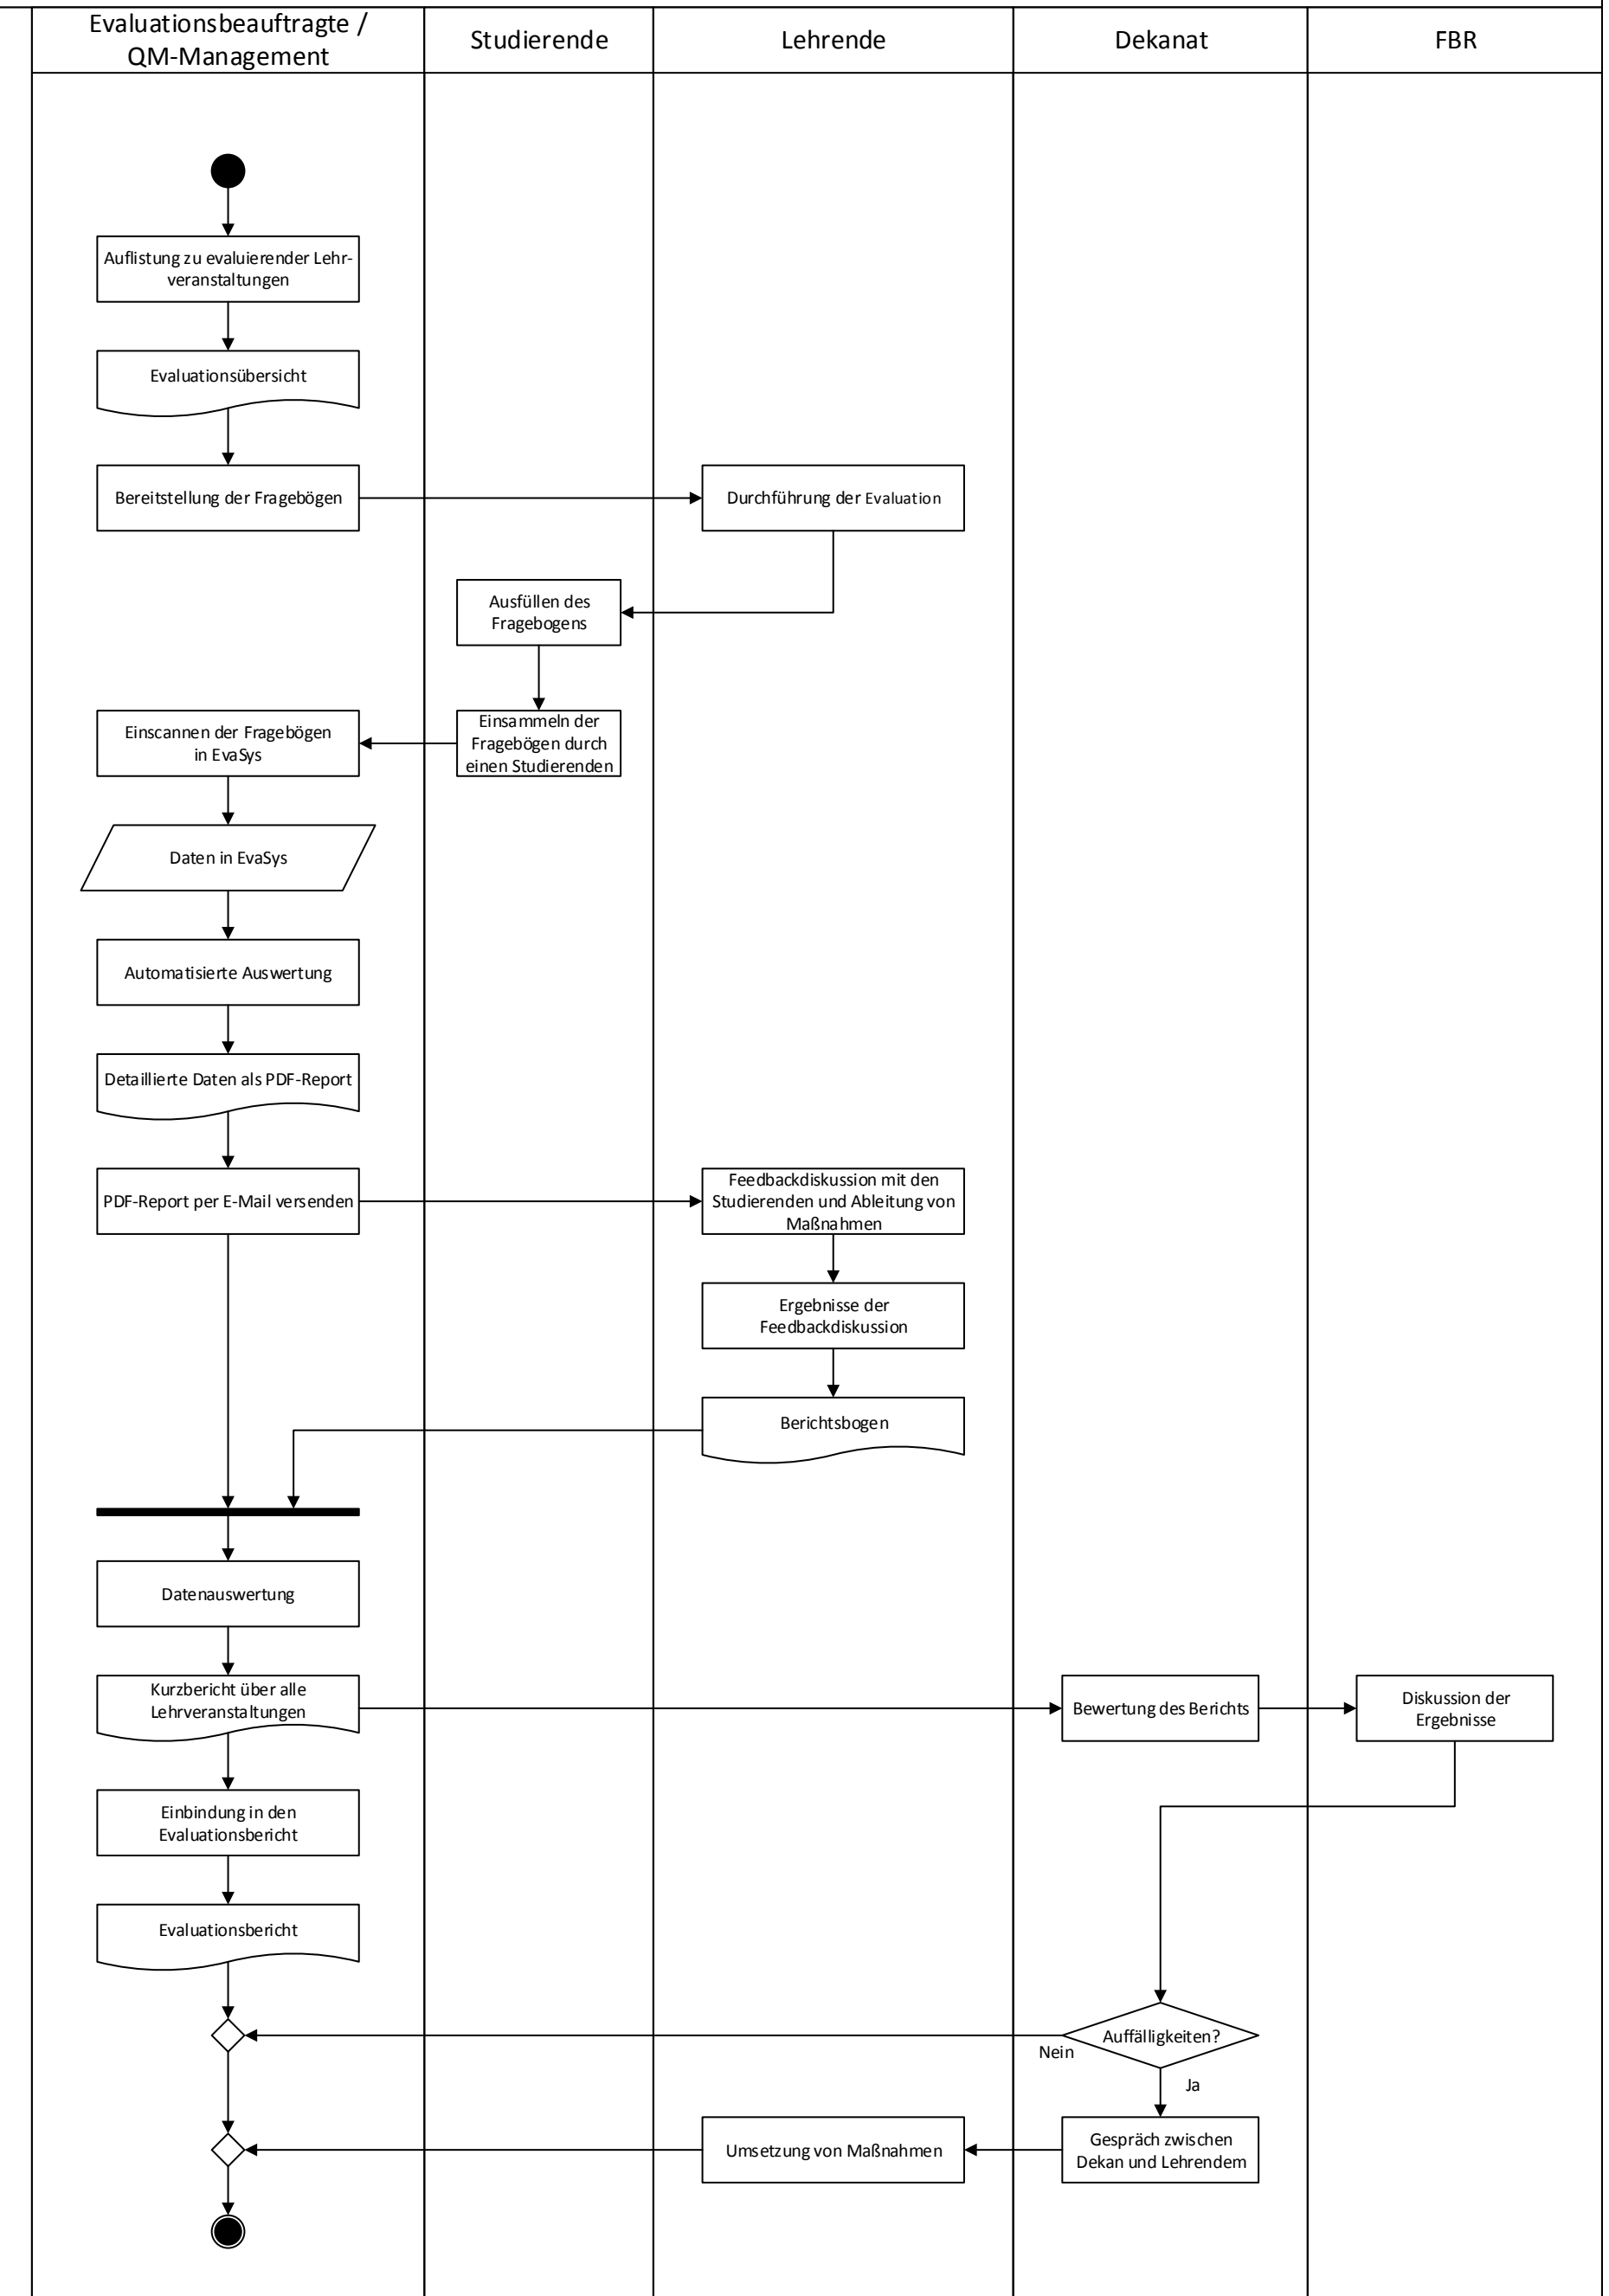 Evaluationsbeauftragte /
QM-Management
Studierende
Lehrende
Dekanat
FBR
Auflistung zu evaluierender Lehr-
veranstaltungen
Evaluationsübersicht
Bereitstellung der Fragebögen
Durchführung der Evaluation
Ausfüllen des
Fragebogens
Einscannen der Fragebögen
in EvaSys
Einsammeln der
Fragebögen durch
einen Studierenden
Daten in EvaSys
Automatisierte Auswertung
Detaillierte Daten als PDF-Report
PDF-Report per E-Mail versenden
Feedbackdiskussion mit den
Studierenden und Ableitung von
Maßnahmen
Ergebnisse der
Feedbackdiskussion
Berichtsbogen
Datenauswertung
Kurzbericht über alle
Lehrveranstaltungen
Bewertung des Berichts
Diskussion der
Ergebnisse
Einbindung in den
Evaluationsbericht
Evaluationsbericht
Auffälligkeiten?
Nein
Ja
Umsetzung von Maßnahmen
Gespräch zwischen
Dekan und Lehrendem